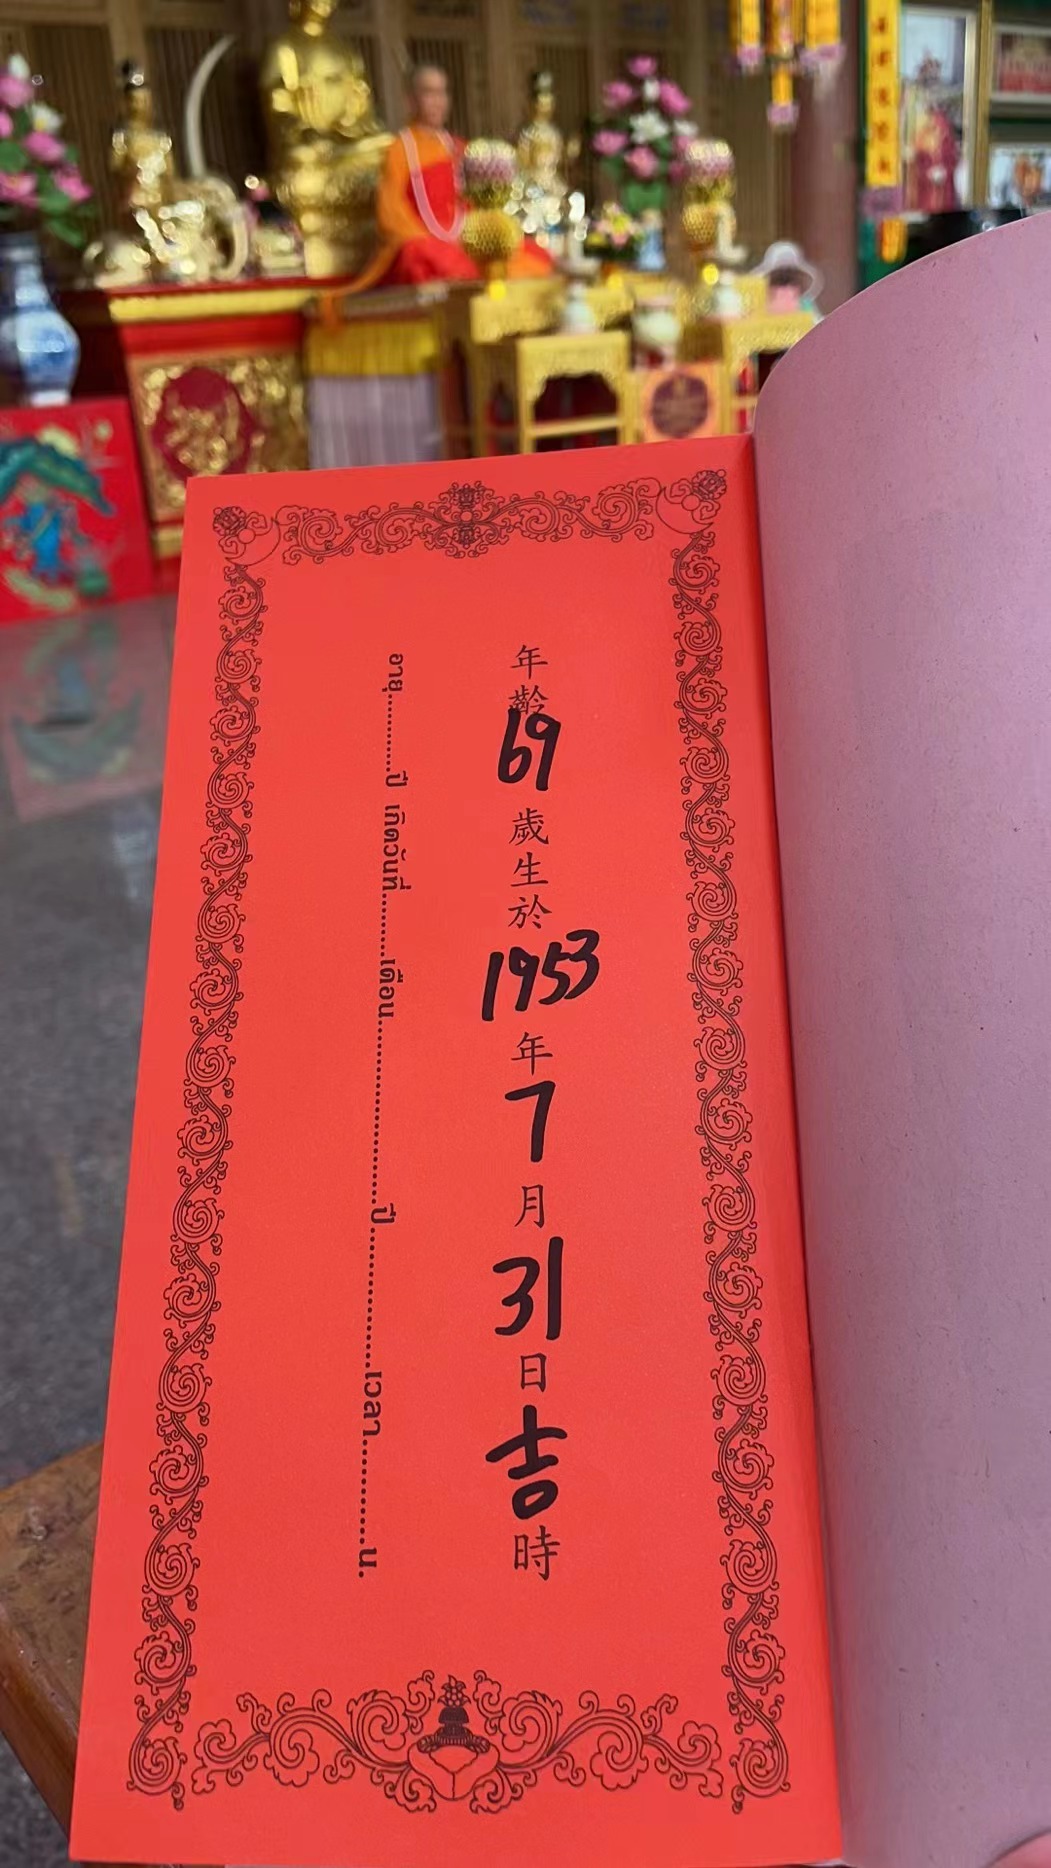 年齡69歲生於1953年7月31日吉時
อายุ..........ปี เกิดวันที่..........เดือน..............................ปี......................เวลา................น.